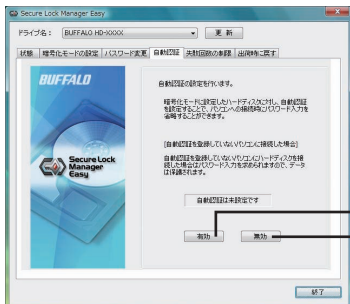 Secure Lock Manager Easy
ドライブ名： BUFFALO HD-XXXX 更 新
状態 暗号化モードの設定 パスワード変更 自動認証 失敗回数の制限 出荷時に戻す
BUFFALO
Secure Lock Manager Easy
自動認証の設定を行います。
暗号化モードに設定したハードディスクに対し、自動認証
を設定することで、パソコンへの接続時にパスワード入力を
省略することができます。
[自動認証を登録していないパソコンに接続した場合]
自動認証を登録していないパソコンにハードディスクを接
続した場合はパスワード入力を求められますので、データ
は保護されます。
自動認証は未設定です
有効 無効
終了